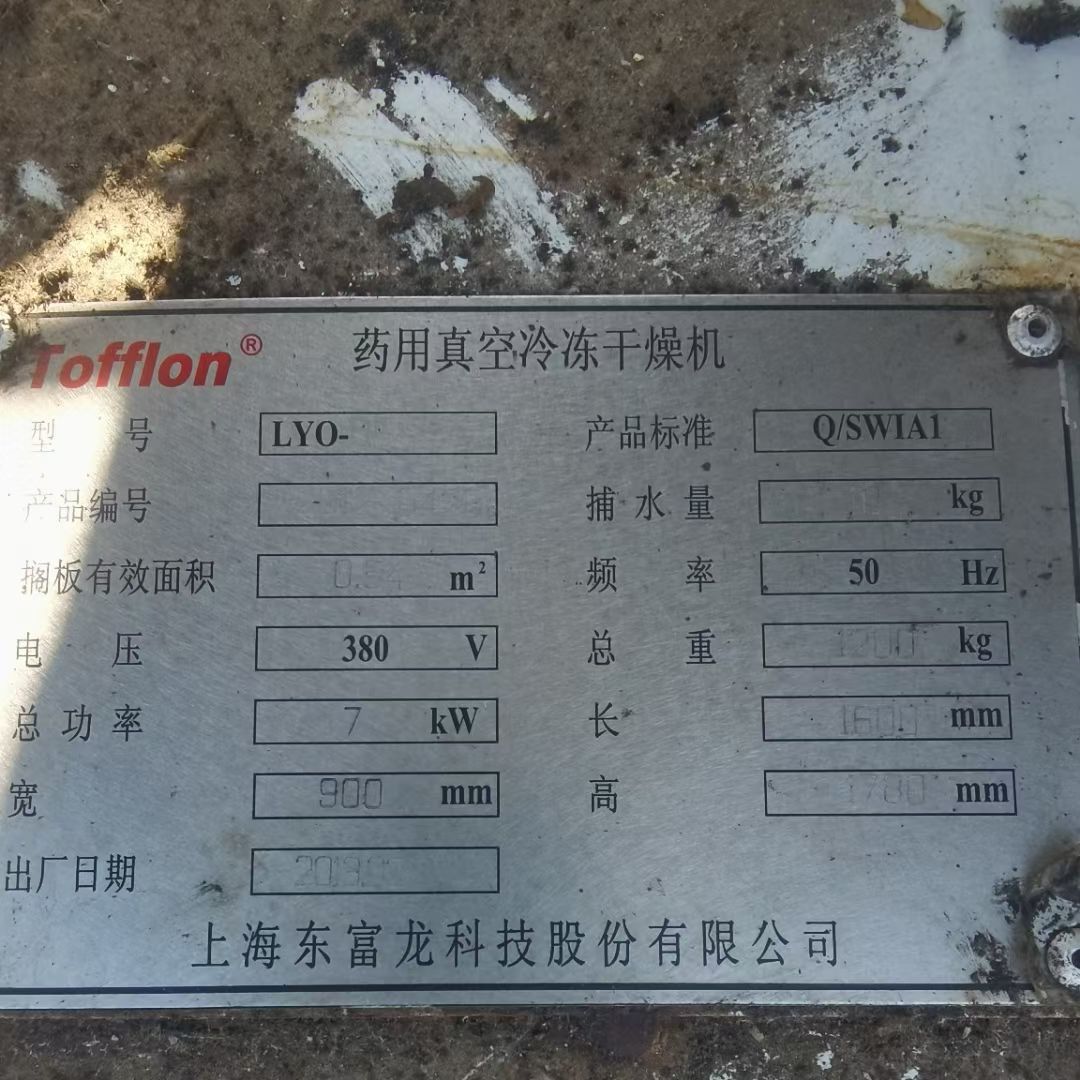 Tofflon® 药用真空冷冻干燥机
型号 LYO- 产品标准 Q/SWIA1
产品编号 捕水量 kg
搁板有效面积 m² 频率 50 Hz
电压 380 V 总重 1200 kg
总功率 7 kW 长 1600 mm
宽 900 mm 高 1780 mm
出厂日期
上海东富龙科技股份有限公司